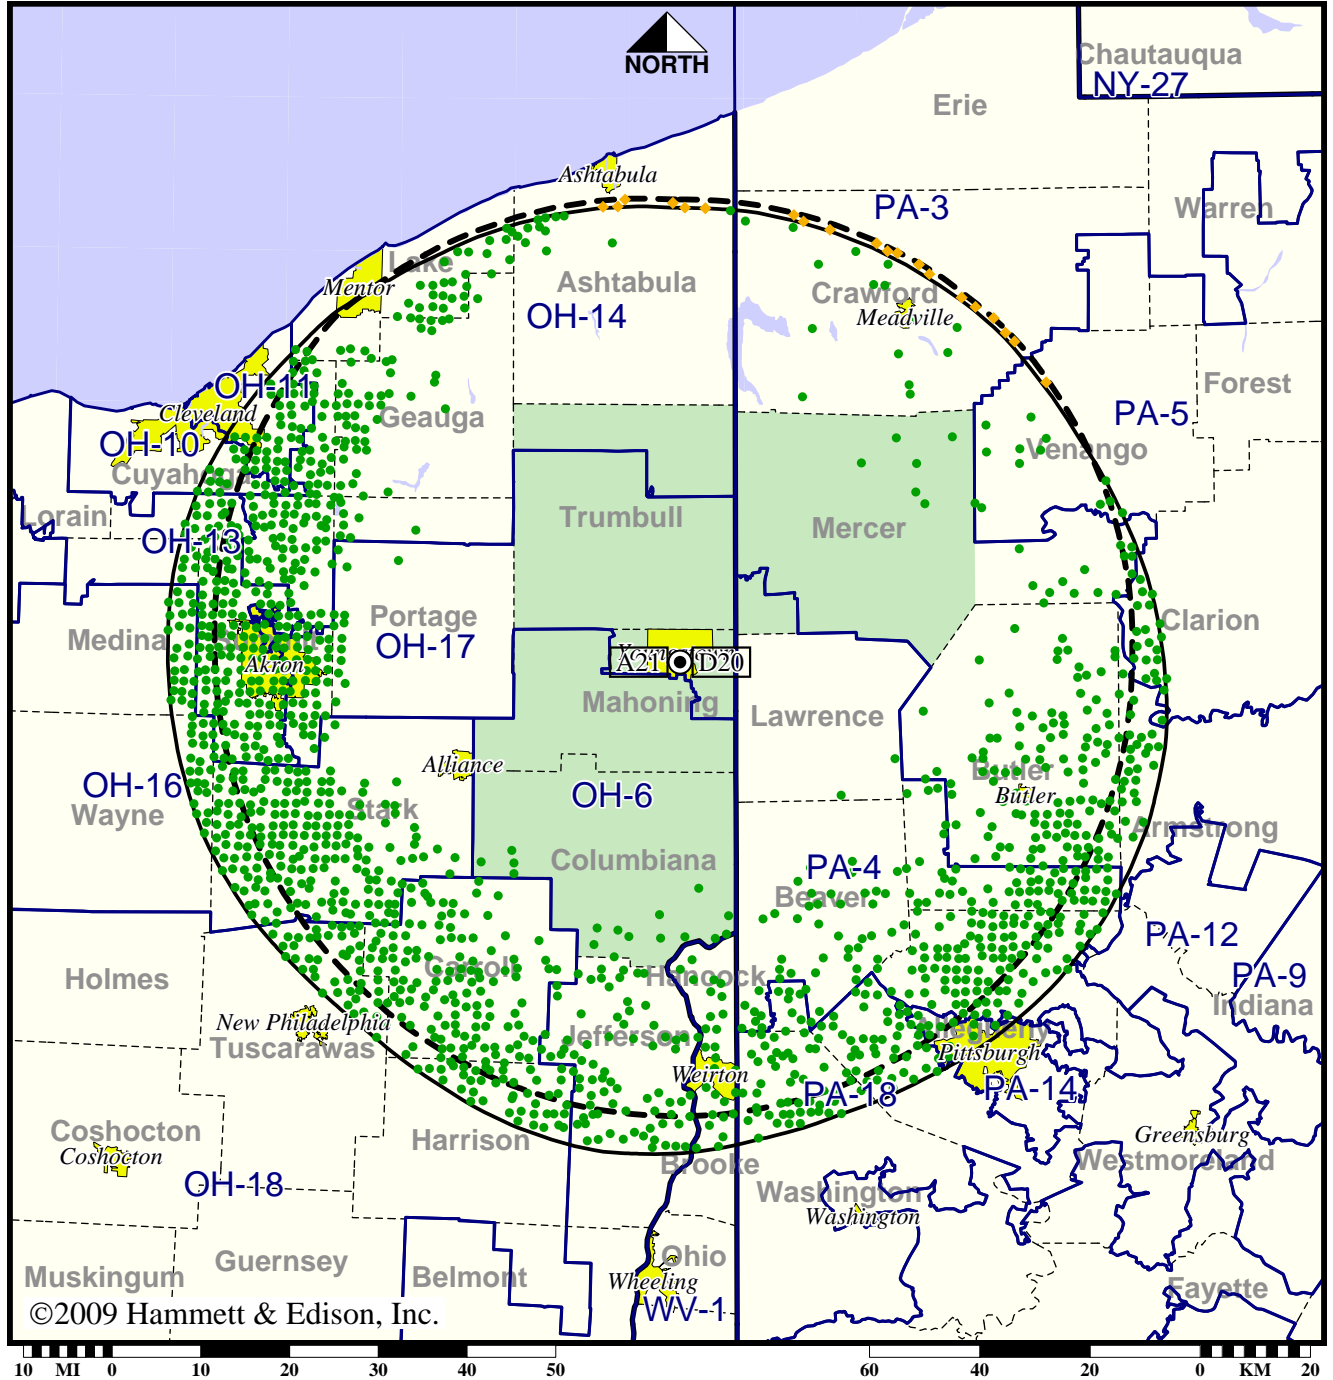 NORTH
Chautauqua
NY-27
Erie
Ashtabula
PA-3
Warren
Lake
Mentor
Ashtabula
OH-14
Crawford
Meadville
OH-11
Cleveland
Geauga
Forest
PA-5
OH-10
Cuyahoga
Venango
Lorain
Trumbull
Mercer
OH-13
Portage
OH-17
Medina
Akron
Clarion
A21
D20
Mahoning
Lawrence
Alliance
OH-16
Wayne
Stark
OH-6
Butler
Butler
Armstrong
Columbiana
PA-4
Beaver
PA-12
Holmes
Carroll
Hancock
PA-9
Indiana
New Philadelphia
Tuscarawas
Jefferson
Allegheny
Pittsburgh
Weirton
PA-18
PA-14
Coshocton
Coshocton
Harrison
Brooke
Greensburg
Westmoreland
OH-18
Washington
Washington
Guernsey
Muskingum
Belmont
Ohio
Wheeling
WV-1
Fayette
©2009 Hammett & Edison, Inc.
10 MI 0 10 20 30 40 50 60 40 20 0 KM 20